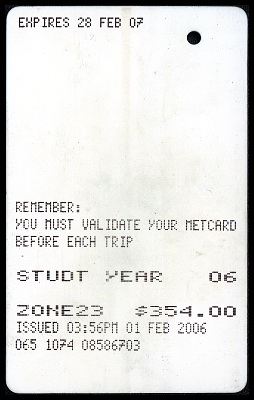 EXPIRES 28 FEB 07
REMEMBER:
YOU MUST VALIDATE YOUR METCARD
BEFORE EACH TRIP
STUDT YEAR 06
ZONE23 $354.00
ISSUED 03:56PM 01 FEB 2006
065 1074 08586703